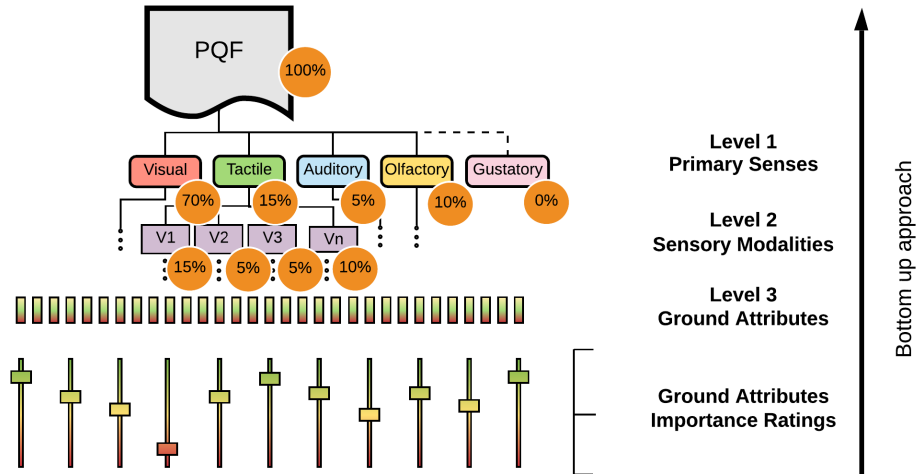 PQF
100%
Level 1
Primary Senses
Visual
Tactile
Auditory
Olfactory
Gustatory
70%
15%
5%
10%
0%
Level 2
Sensory Modalities
V1
V2
V3
Vn
15%
5%
5%
10%
Level 3
Ground Attributes
Ground Attributes
Importance Ratings
Bottom up approach